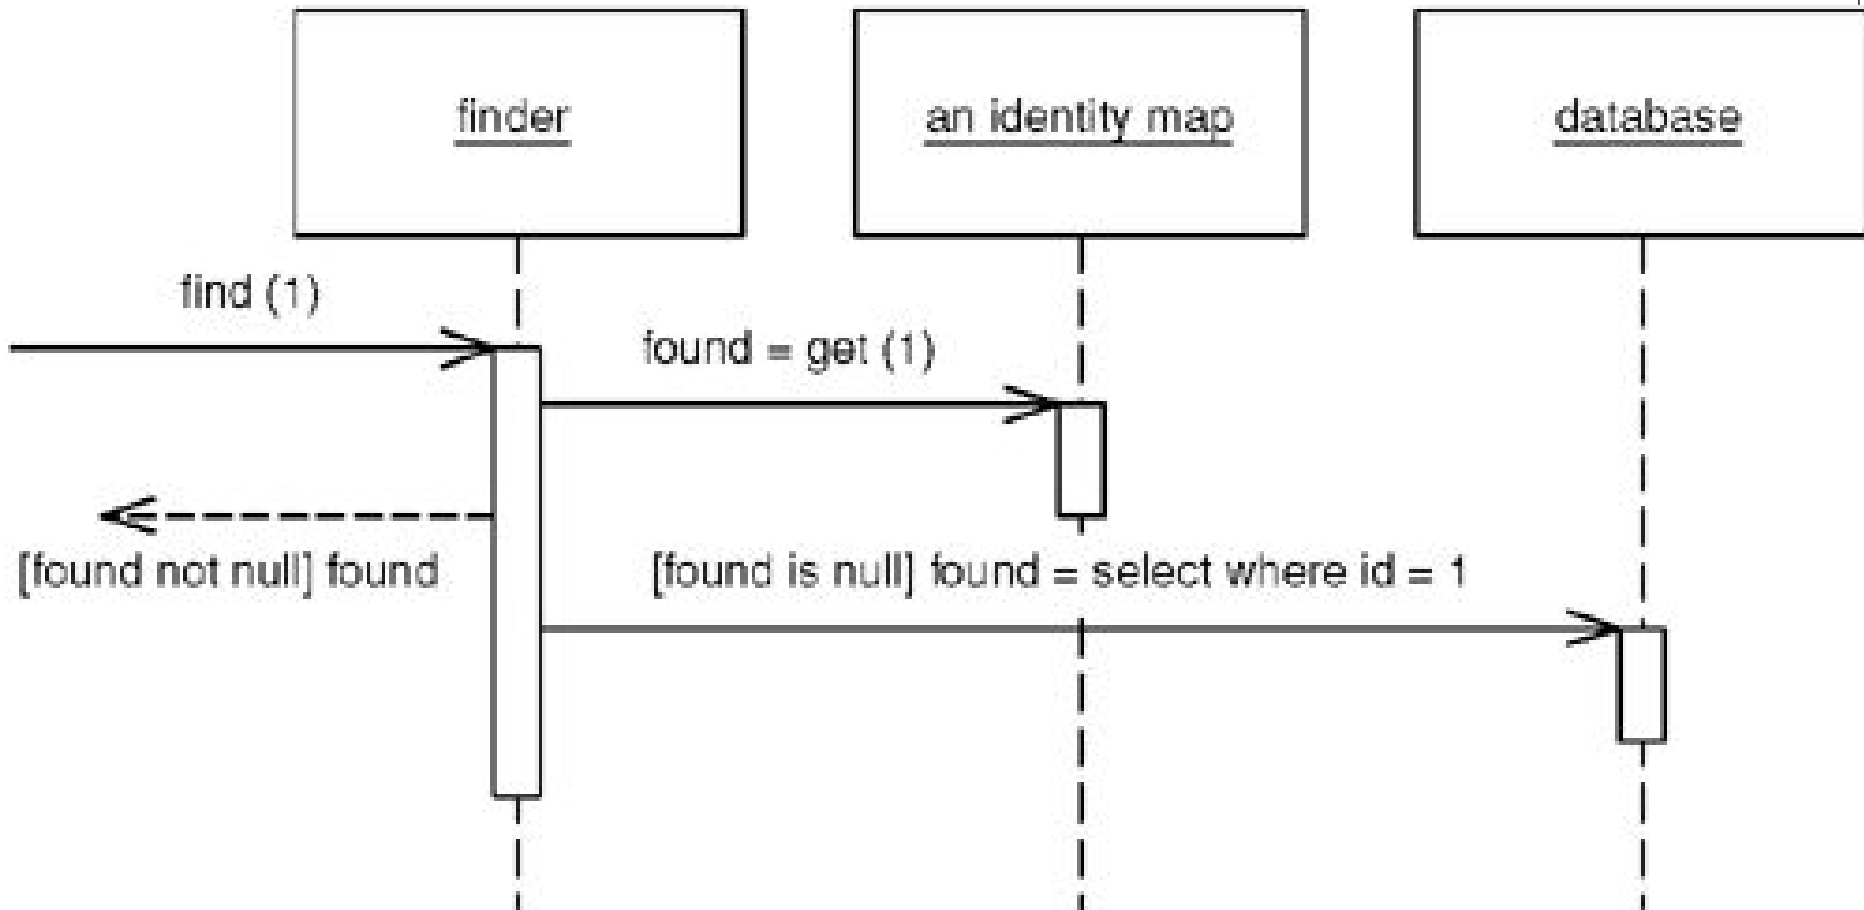 finder
an identity map
database
find (1)
found = get (1)
[found not null] found
[found is null] found = select where id = 1